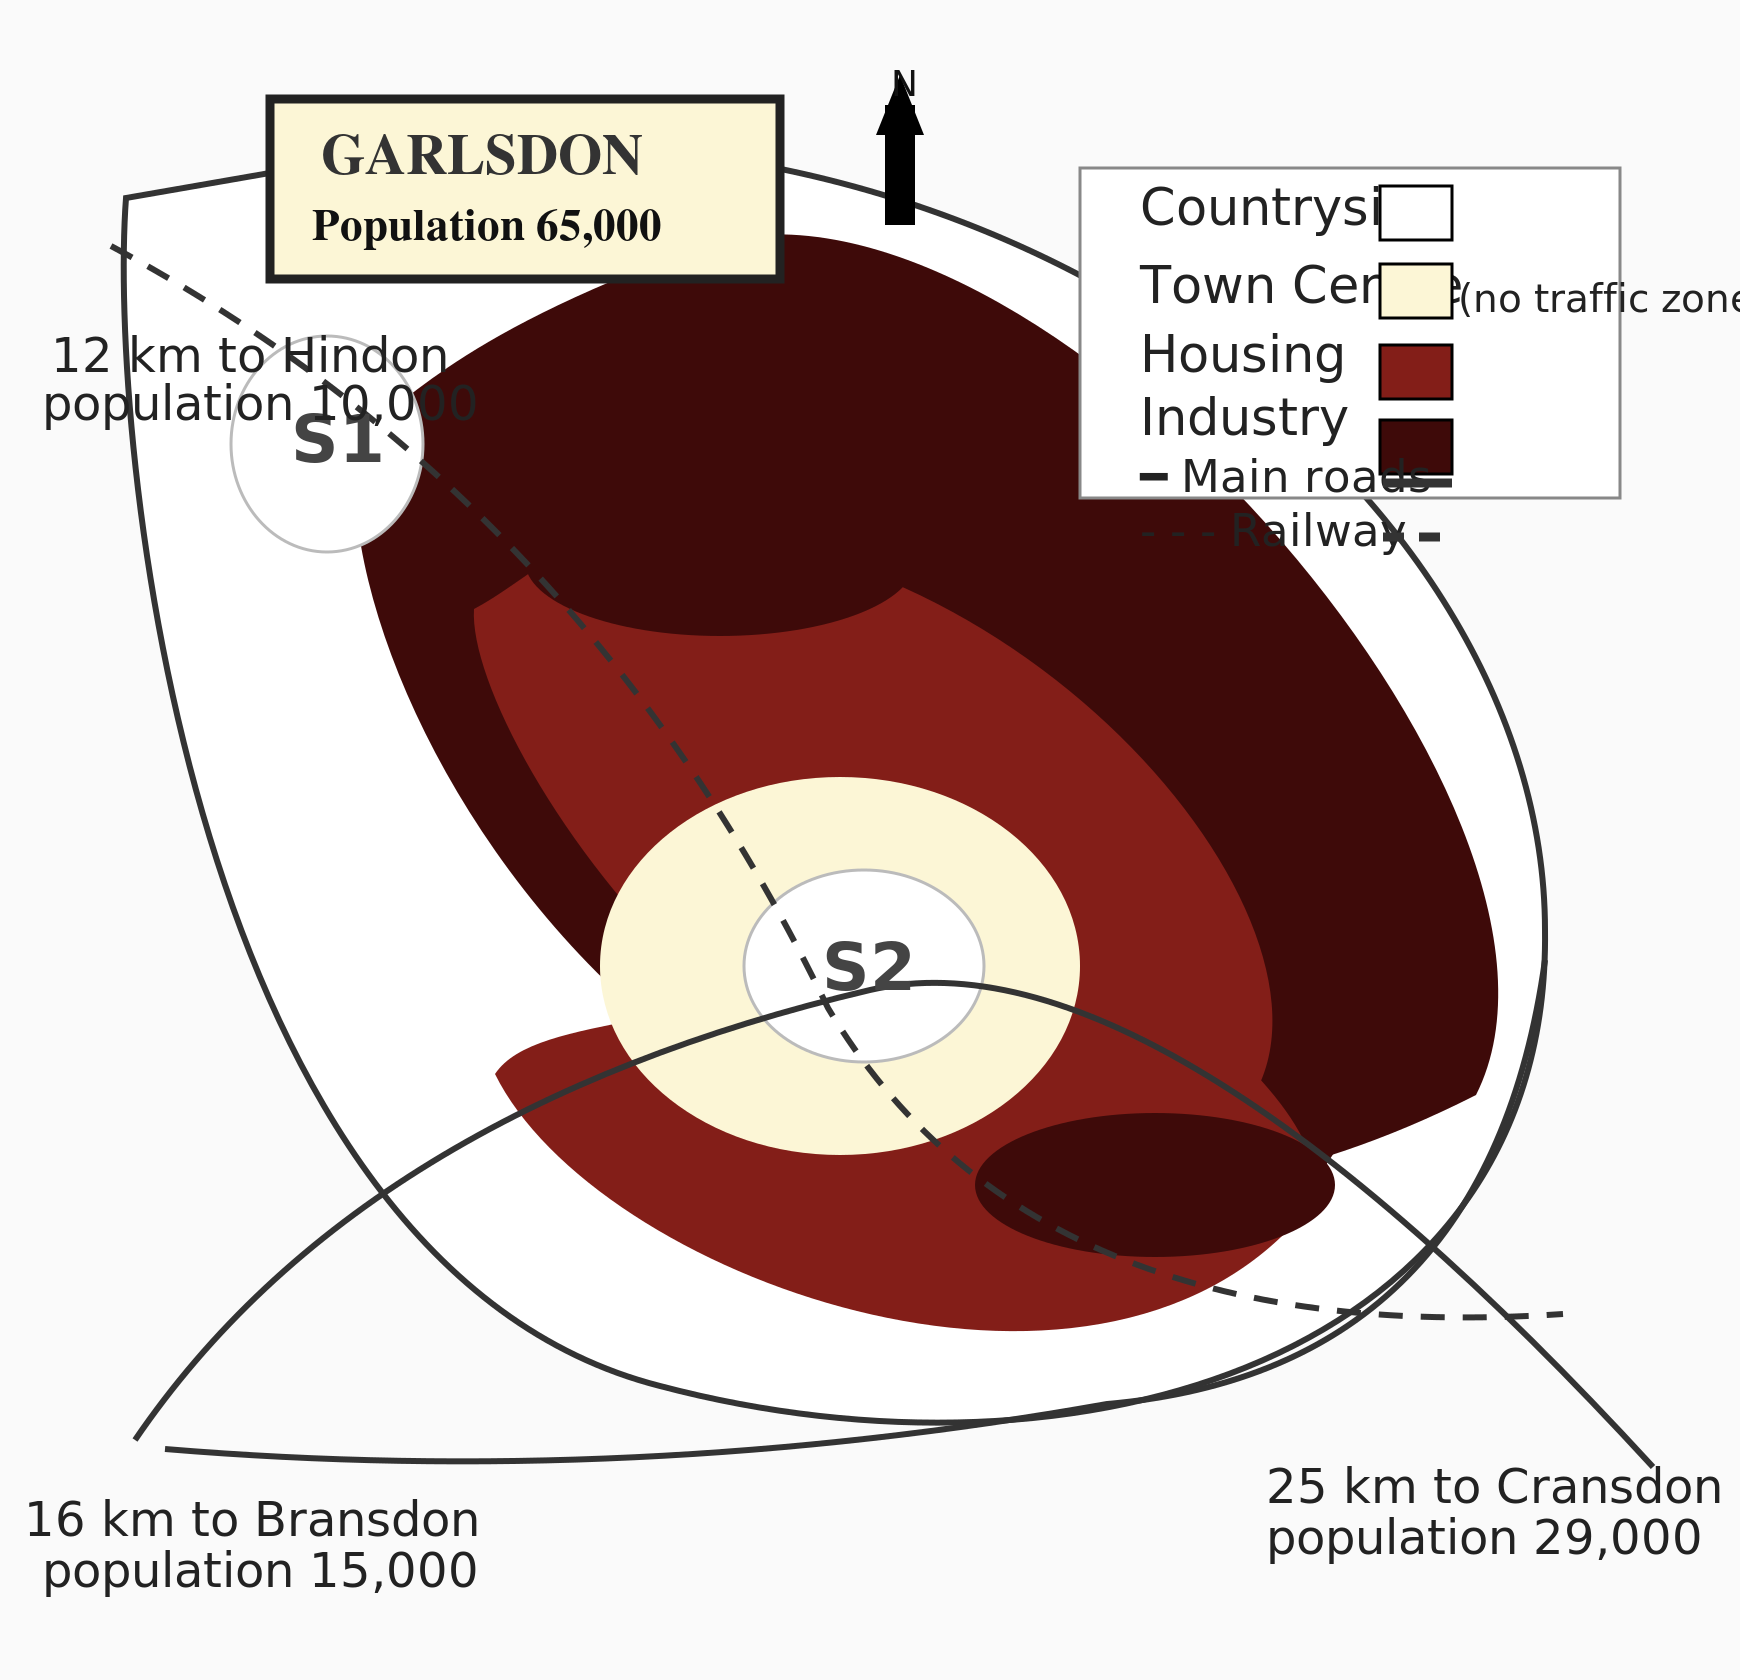 N
GARLSDON
Population 65,000
Countrysi
Town Cen e
(no traffic zone
Housing
Industry
Main roads
Railway
12 km to Hindon
population 10,000
S1
S2
16 km to Bransdon
population 15,000
25 km to Cransdon
population 29,000